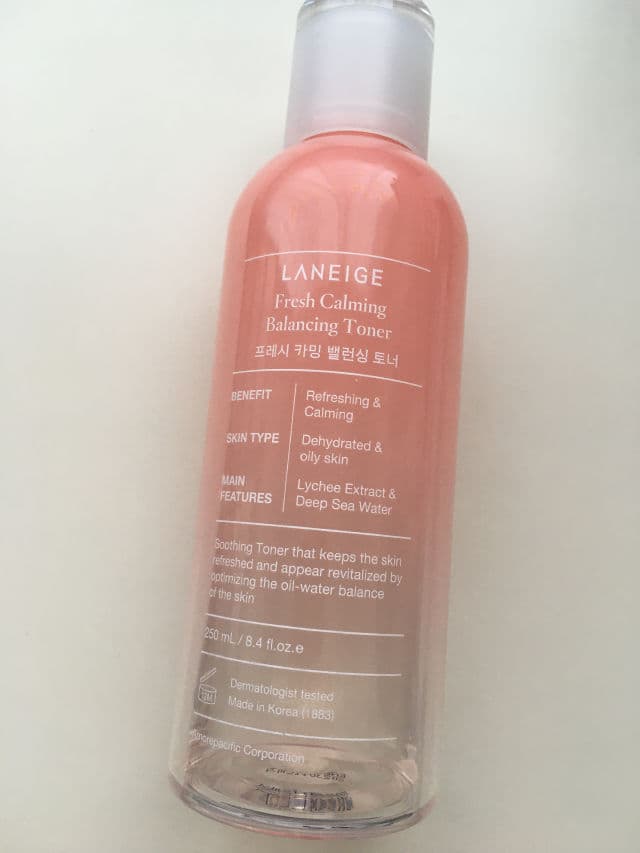 LANEIGE
Fresh Calming
Balancing Toner
프레시 카밍 밸런싱 토너
BENEFIT
Refreshing &
Calming
SKIN TYPE
Dehydrated &
oily skin
MAIN
FEATURES
Lychee Extract &
Deep Sea Water
Soothing Toner that keeps the skin
refreshed and appear revitalized by
optimizing the oil-water balance
of the skin
250 mL / 8.4 fl.oz.e
12M
Dermatologist tested
Made in Korea (1883)
Corporation